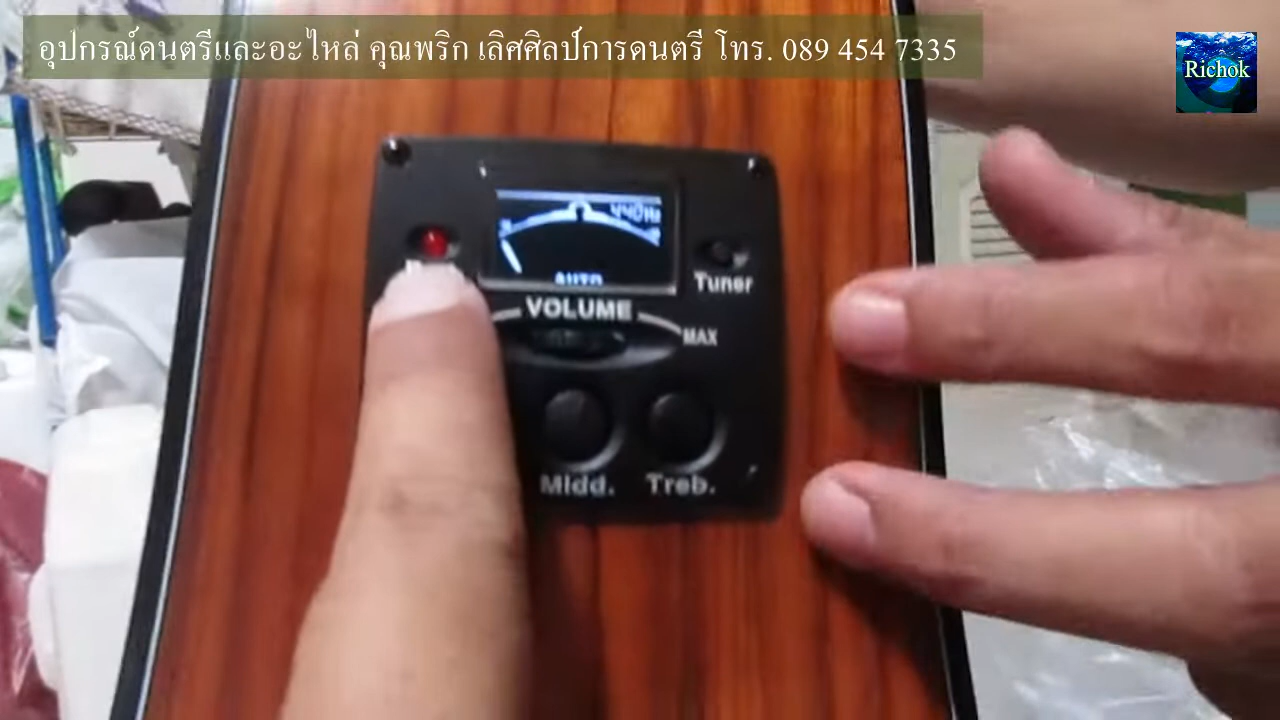 อุปกรณ์ดนตรีและอะไหล่ คุณพริก เลิศศิลป์การดนตรี โทร. 089 454 7335
Richok
440Hz
AUTO
Tuner
VOLUME
MAX
Midd. Treb.